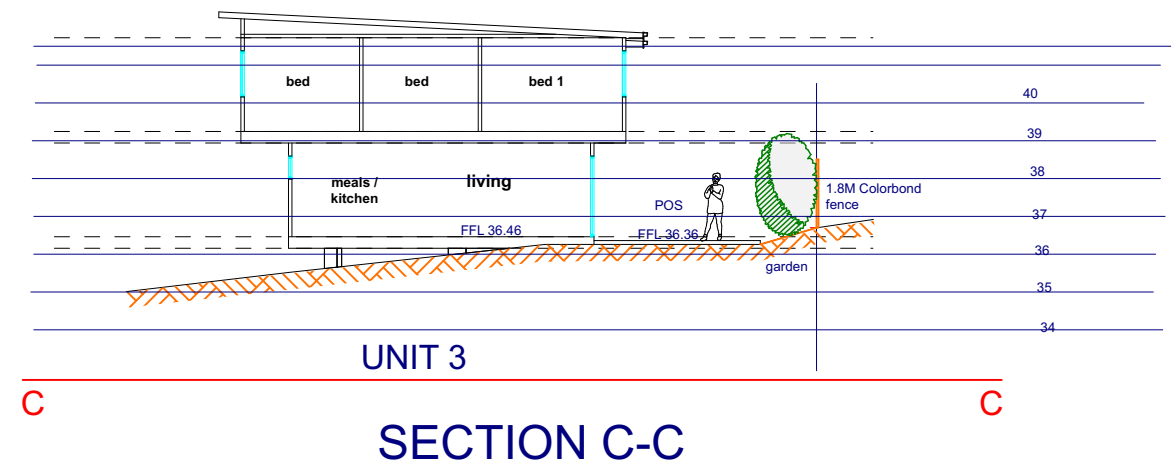 bed
bed
bed 1
40
39
38
37
36
35
34
meals /
kitchen
living
POS
1.8M Colorbond
fence
FFL 36.46
FFL 36.36
garden
UNIT 3
C
C
SECTION C-C